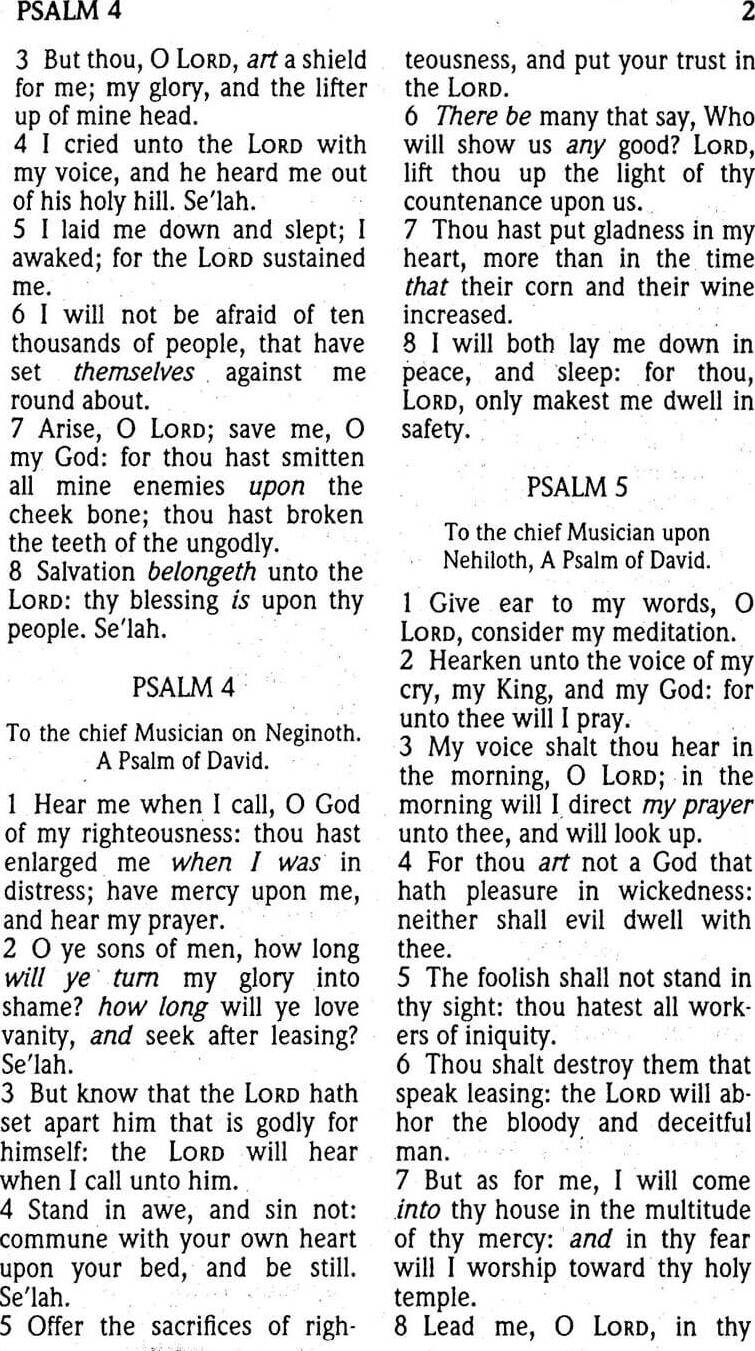 PSALM 4 2
3 But thou, O LORD, art a shield
for me; my glory, and the lifter
up of mine head.
4 I cried unto the LORD with
my voice, and he heard me out
of his holy hill. Se'lah.
5 I laid me down and slept; I
awaked; for the LORD sustained
me.
6 I will not be afraid of ten
thousands of people, that have
set themselves against me
round about.
7 Arise, O LORD; save me, O
my God: for thou hast smitten
all mine enemies upon the
cheek bone; thou hast broken
the teeth of the ungodly.
8 Salvation belongeth unto the
LORD: thy blessing is upon thy
people. Se'lah.
PSALM 4
To the chief Musician on Neginoth.
A Psalm of David.
1 Hear me when I call, O God
of my righteousness: thou hast
enlarged me when I was in
distress; have mercy upon me,
and hear my prayer.
2 O ye sons of men, how long
will ye turn my glory into
shame? how long will ye love
vanity, and seek after leasing?
Se'lah.
3 But know that the LORD hath
set apart him that is godly for
himself: the LORD will hear
when I call unto him.
4 Stand in awe, and sin not:
commune with your own heart
upon your bed, and be still.
Se'lah.
5 Offer the sacrifices of righ-
teousness, and put your trust in
the LORD.
6 There be many that say, Who
will show us any good? LORD,
lift thou up the light of thy
countenance upon us.
7 Thou hast put gladness in my
heart, more than in the time
that their corn and their wine
increased.
8 I will both lay me down in
peace, and sleep: for thou,
LORD, only makest me dwell in
safety.
PSALM 5
To the chief Musician upon
Nehiloth, A Psalm of David.
1 Give ear to my words, O
LORD, consider my meditation.
2 Hearken unto the voice of my
cry, my King, and my God: for
unto thee will I pray.
3 My voice shalt thou hear in
the morning, O LORD; in the
morning will I direct my prayer
unto thee, and will look up.
4 For thou art not a God that
hath pleasure in wickedness:
neither shall evil dwell with
thee.
5 The foolish shall not stand in
thy sight: thou hatest all work-
ers of iniquity.
6 Thou shalt destroy them that
speak leasing: the LORD will ab-
hor the bloody and deceitful
man.
7 But as for me, I will come
into thy house in the multitude
of thy mercy: and in thy fear
will I worship toward thy holy
temple.
8 Lead me, O LORD, in thy